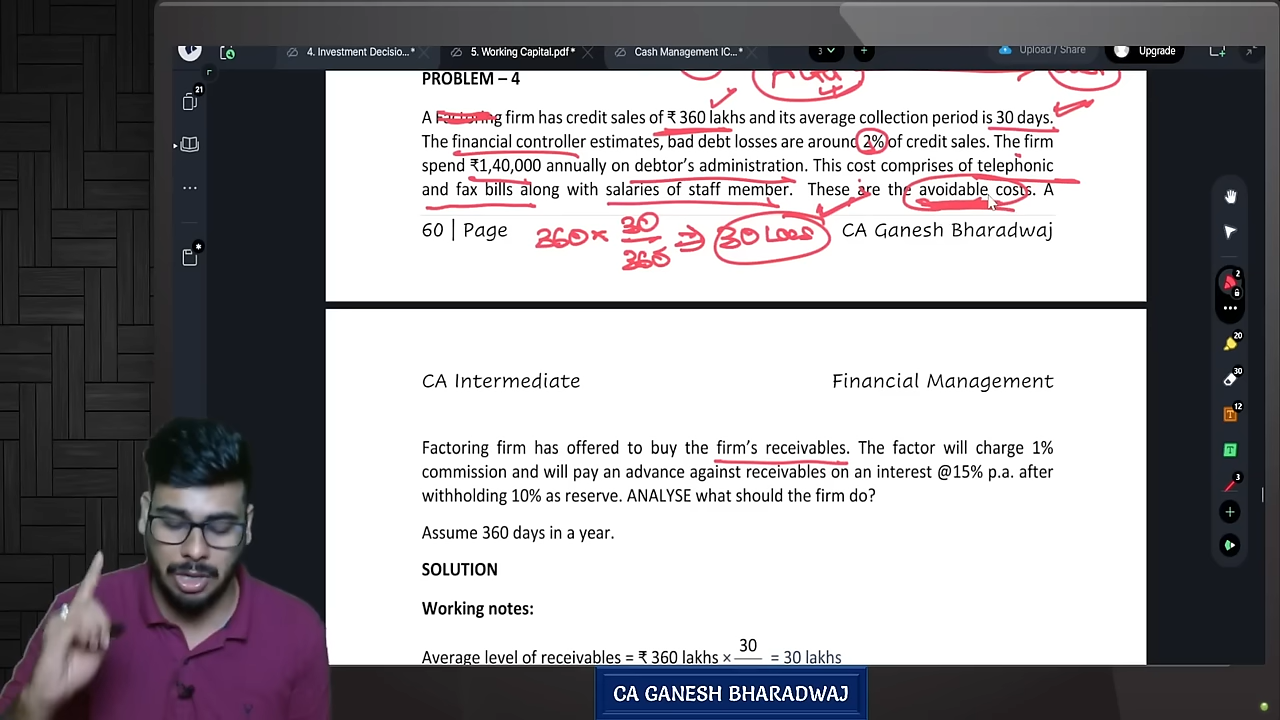 4. Investment Decisio...*
5. Working Capital.pdf*
Cash Management IC...*
3
Upload / Share
Upgrade
PROBLEM – 4
A firm has credit sales of ₹ 360 lakhs and its average collection period is 30 days.
The financial controller estimates, bad debt losses are around 2% of credit sales. The firm
spend ₹1,40,000 annually on debtor's administration. This cost comprises of telephonic
and fax bills along with salaries of staff member. These are the avoidable costs. A
60 | Page
360 × 30/360 ⇒ 30
CA Ganesh Bharadwaj
CA Intermediate
Financial Management
Factoring firm has offered to buy the firm's receivables. The factor will charge 1%
commission and will pay an advance against receivables on an interest @15% p.a. after
withholding 10% as reserve. ANALYSE what should the firm do?
Assume 360 days in a year.
SOLUTION
Working notes:
Average level of receivables = ₹ 360 lakhs × 30 = 30 lakhs
21
2
20
30
12
3
CA GANESH BHARADWAJ